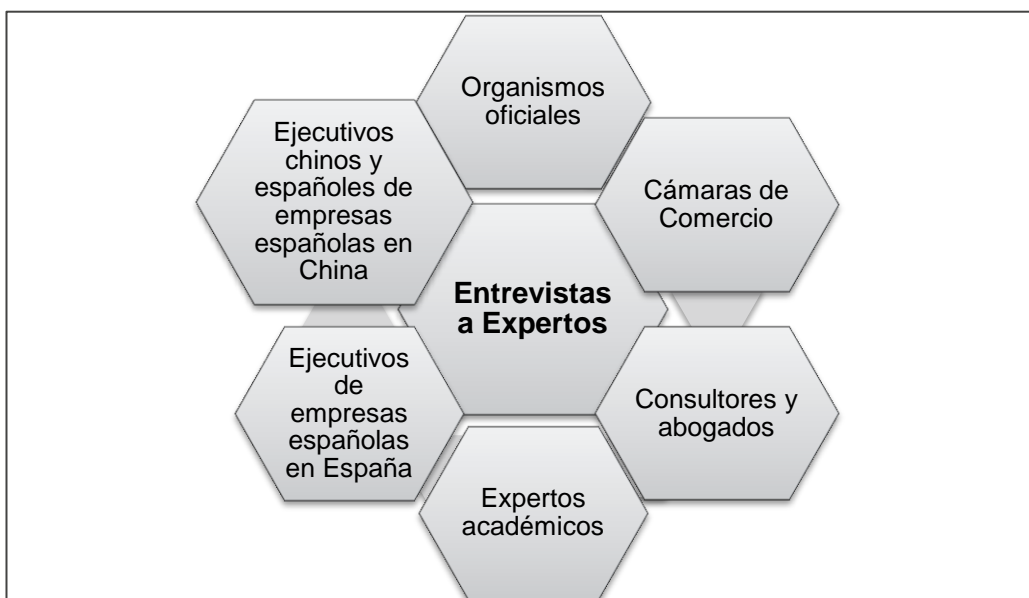 Organismos
oficiales
Ejecutivos
chinos y
españoles de
empresas
españolas en
China
Cámaras de
Comercio
Entrevistas
a Expertos
Ejecutivos
de
empresas
españolas
en España
Consultores y
abogados
Expertos
académicos